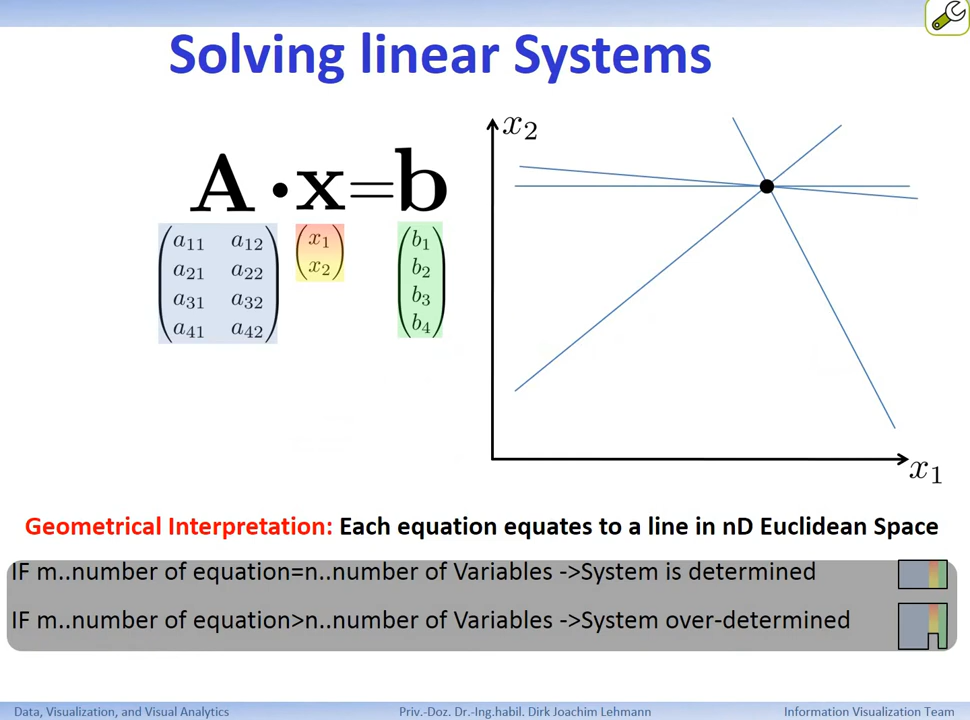 Solving linear Systems
A · x = b
a11 a12
a21 a22
a31 a32
a41 a42
x1
x2
b1
b2
b3
b4
x2
x1
Geometrical Interpretation: Each equation equates to a line in nD Euclidean Space
IF m..number of equation=n..number of Variables ->System is determined
IF m..number of equation>n..number of Variables ->System over-determined
Data, Visualization, and Visual Analytics
Priv.-Doz. Dr.-Ing.habil. Dirk Joachim Lehmann
Information Visualization Team